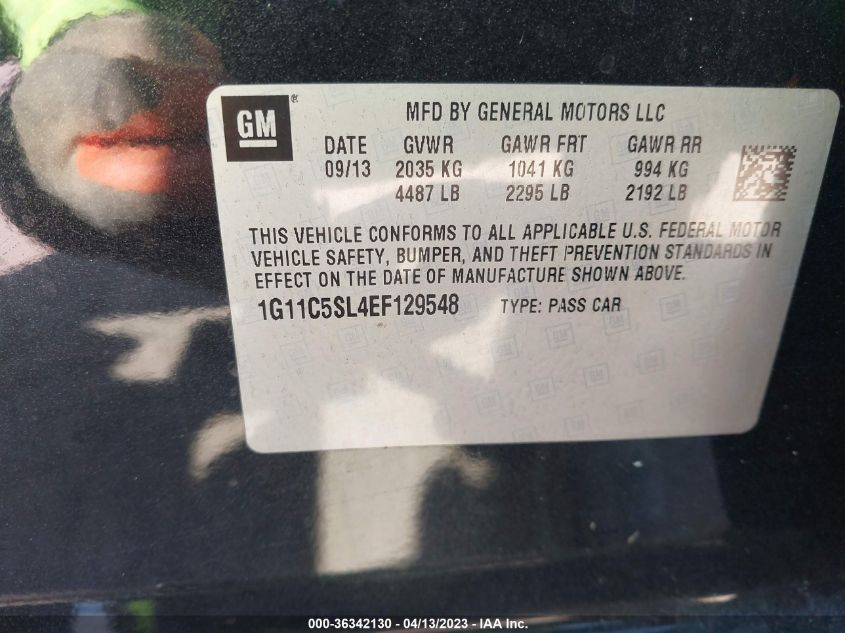 GM ®
MFD BY GENERAL MOTORS LLC
DATE GVWR GAWR FRT GAWR RR
09/13 2035 KG 1041 KG 994 KG
4487 LB 2295 LB 2192 LB
THIS VEHICLE CONFORMS TO ALL APPLICABLE U.S. FEDERAL MOTOR
VEHICLE SAFETY, BUMPER, AND THEFT PREVENTION STANDARDS IN
EFFECT ON THE DATE OF MANUFACTURE SHOWN ABOVE.
1G11C5SL4EF129548 TYPE: PASS CAR
000-36342130 - 04/13/2023 - IAA Inc.